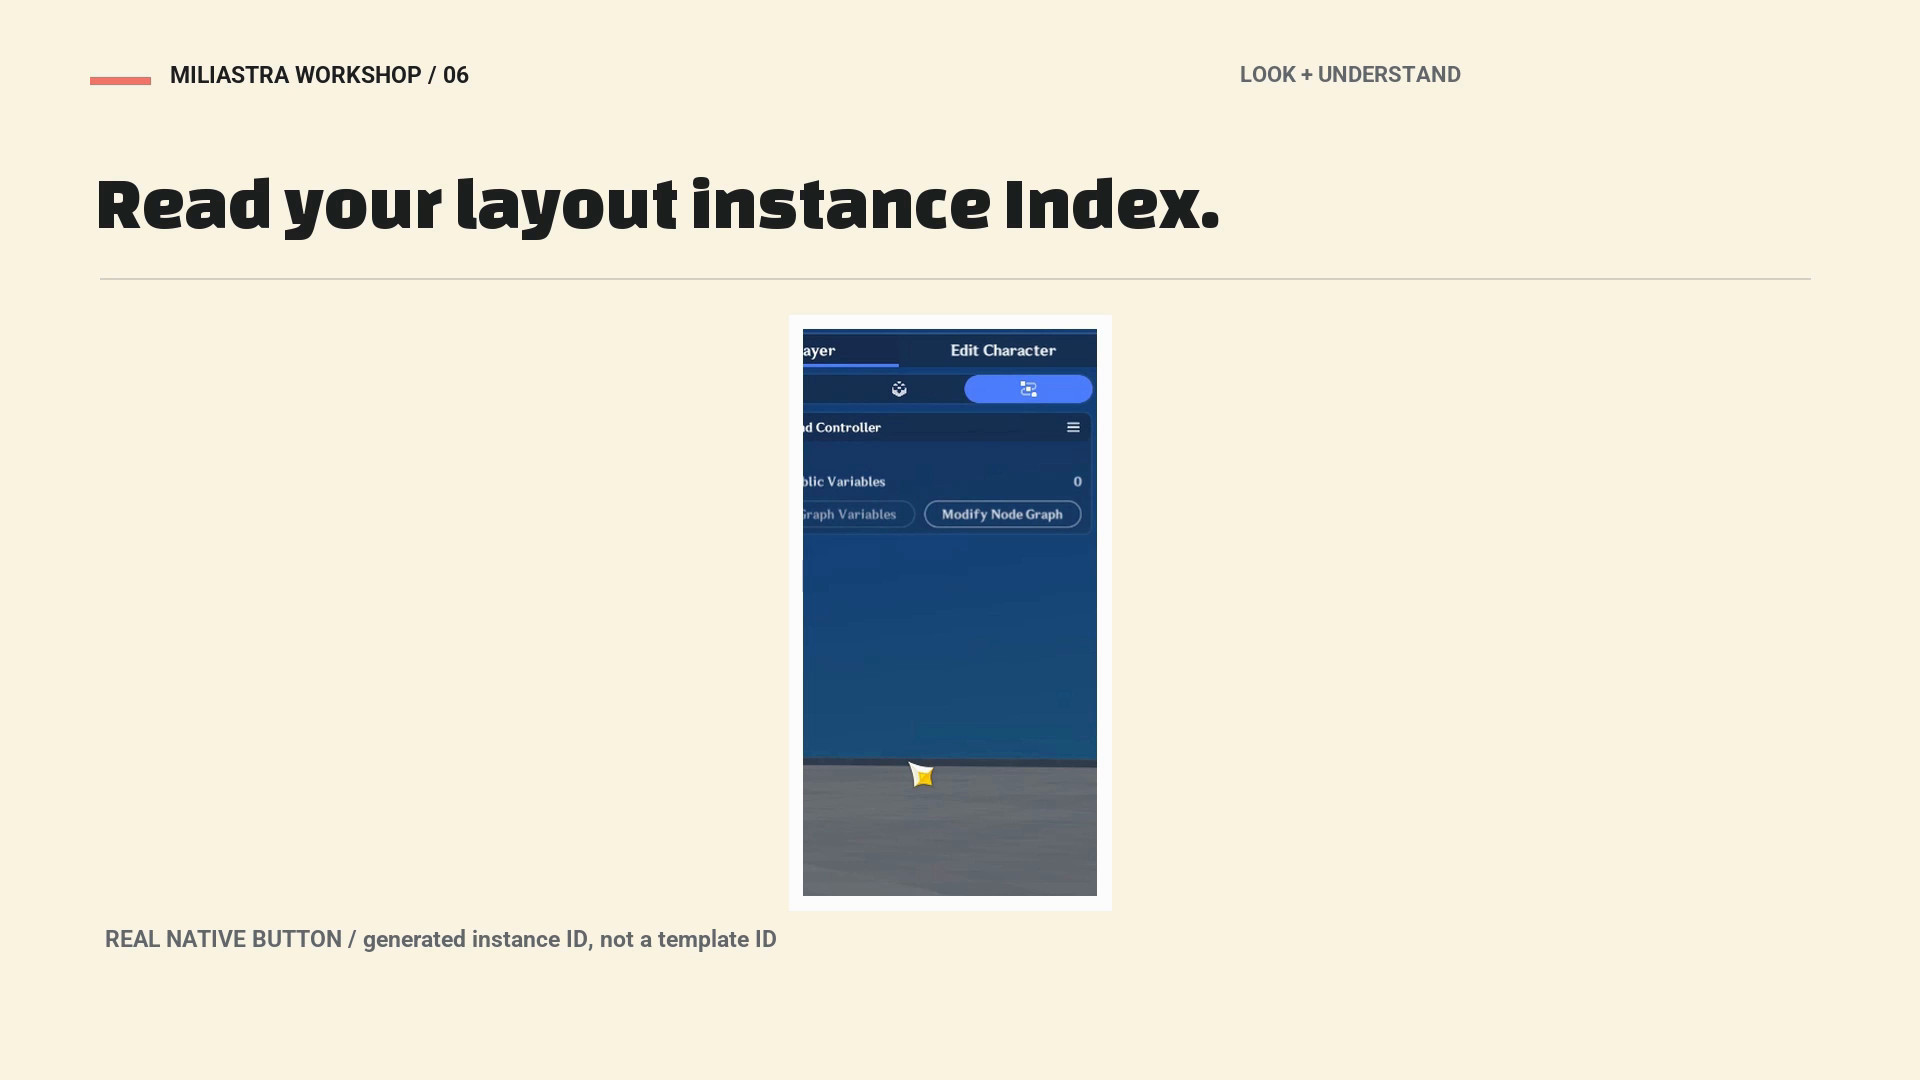 MILIASTRA WORKSHOP / 06
LOOK + UNDERSTAND
Read your layout instance Index.
ayer
Edit Character
nd Controller
blic Variables
0
Graph Variables
Modify Node Graph
REAL NATIVE BUTTON / generated instance ID, not a template ID